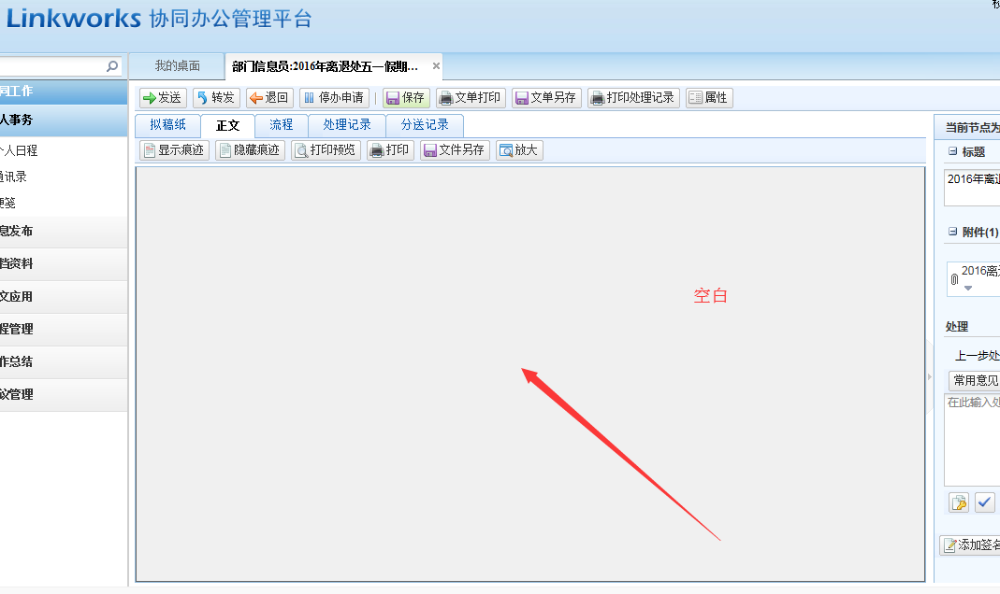 Linkworks 协同办公管理平台
我的桌面
部门信息员:2016年离退处五一假期...
同工作
人事务
个人日程
通讯录
便笺
息发布
档资料
文应用
程管理
作总结
议管理
发送 转发 退回 停办申请 保存 文单打印 文单另存 打印处理记录 属性
拟稿纸 正文 流程 处理记录 分送记录
显示痕迹 隐藏痕迹 打印预览 打印 文件另存 放大
空白
当前节点为
标题
2016年离退
附件(1)
2016离
处理
上一步处
常用意见
在此输入处
添加签名